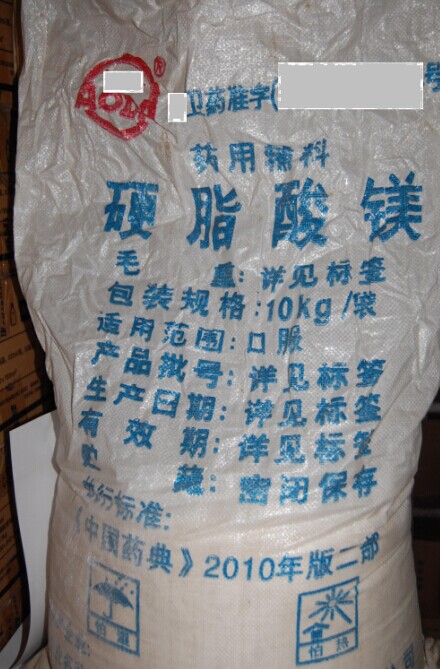 AOLE
®
卫药准字(
号
药用辅料
硬脂酸镁
毛 重:详见标签
包装规格:10kg/袋
适用范围:口服
产品批号:详见标签
生产日期:详见标签
有 效 期:详见标签
贮 藏:密闭保存
执行标准:
《中国药典》2010年版二部
怕湿 怕热